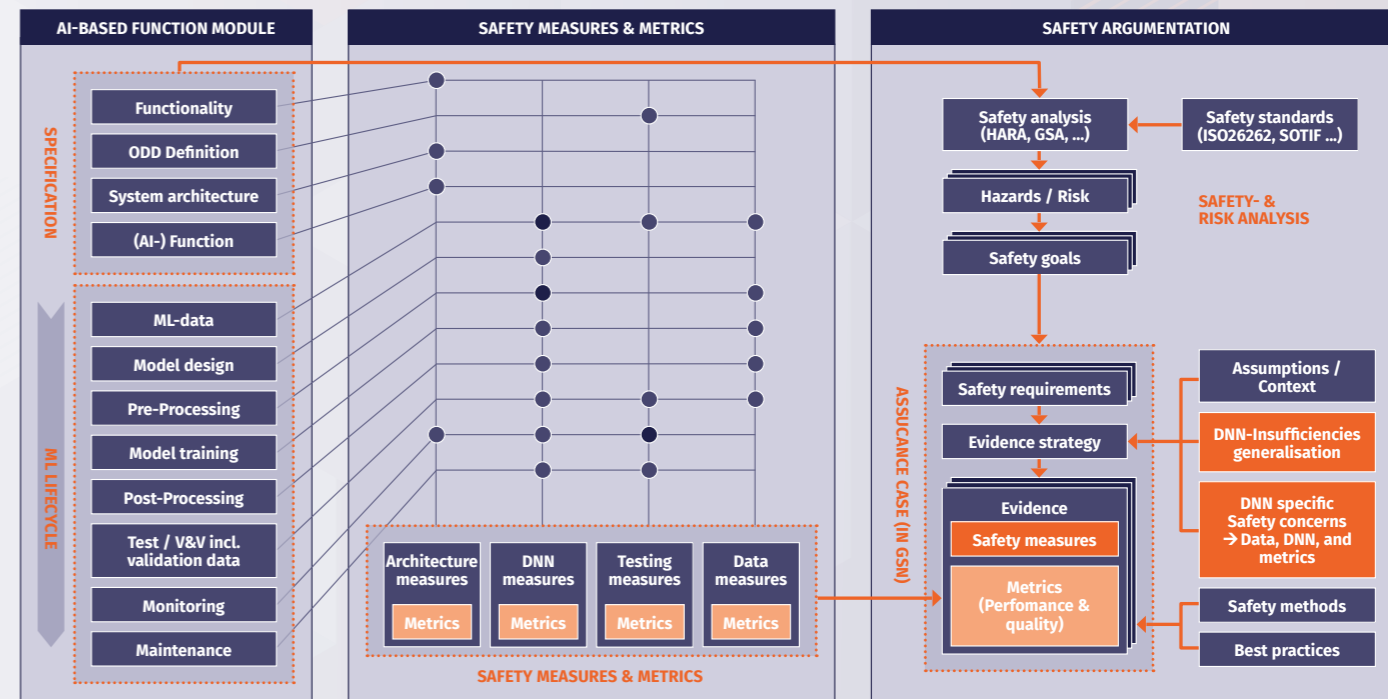 AI-BASED FUNCTION MODULE
SPECIFICATION
Functionality
ODD Definition
System architecture
(AI-) Function
ML LIFECYCLE
ML-data
Model design
Pre-Processing
Model training
Post-Processing
Test / V&V incl.
validation data
Monitoring
Maintenance
SAFETY MEASURES & METRICS
Architecture
measures
Metrics
DNN
measures
Metrics
Testing
measures
Metrics
Data
measures
Metrics
SAFETY MEASURES & METRICS
SAFETY ARGUMENTATION
Safety analysis
(HARA, GSA, ...)
Safety standards
(ISO26262, SOTIF ...)
Hazards / Risk
SAFETY- &
RISK ANALYSIS
Safety goals
ASSUCANCE CASE (IN GSN)
Safety requirements
Evidence strategy
Evidence
Safety measures
Metrics
(Perfomance &
quality)
Assumptions /
Context
DNN-Insufficiencies
generalisation
DNN specific
Safety concerns
→ Data, DNN, and
metrics
Safety methods
Best practices